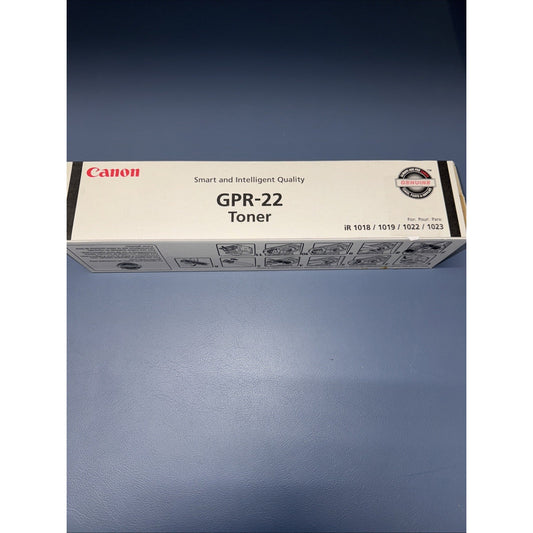 Canon
Smart and Intelligent Quality
GPR-22
Toner
GENUINE
For. Pour. Para:
iR 1018 / 1019 / 1022 / 1023